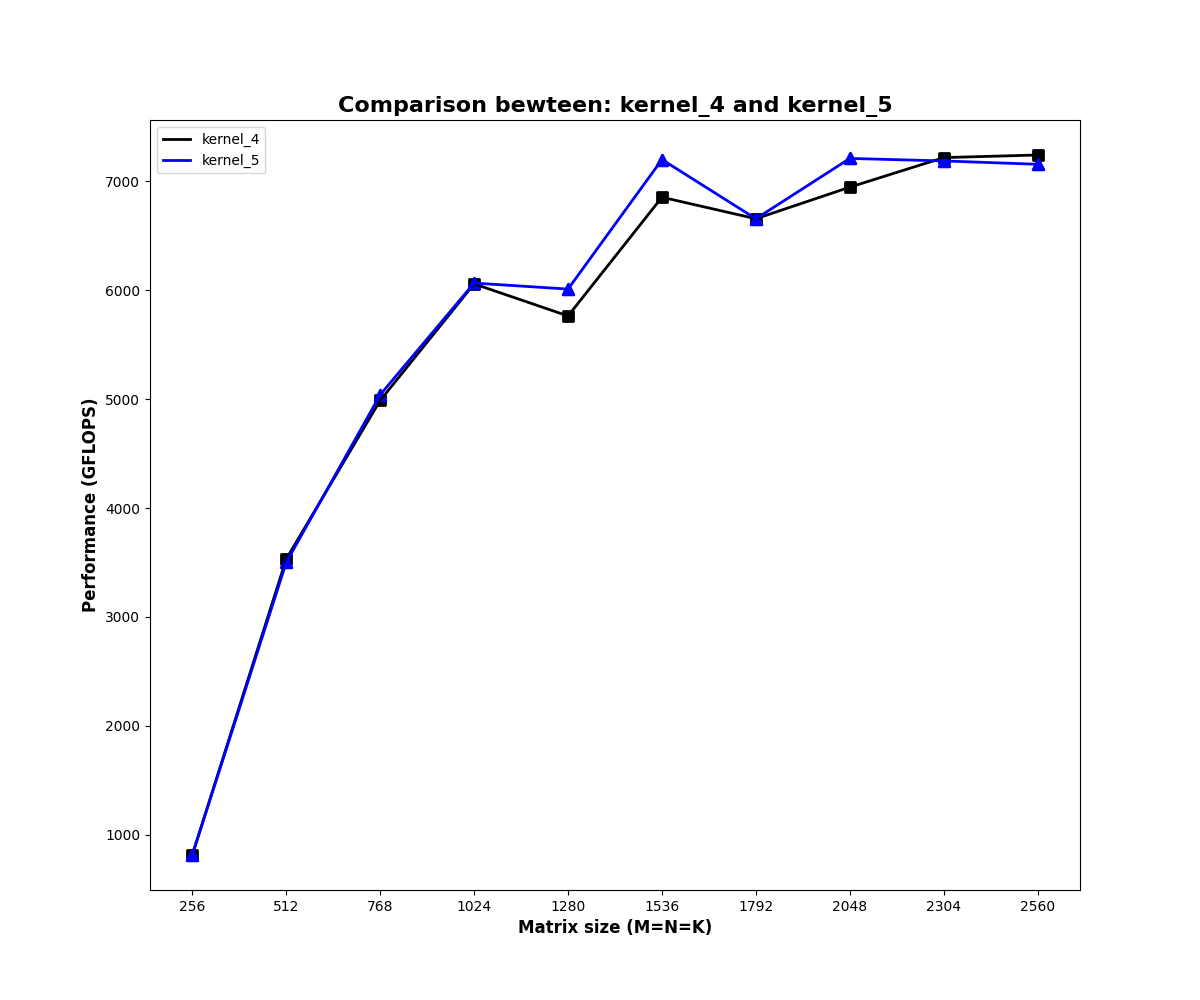 Comparison bewteen: kernel_4 and kernel_5
kernel_4
kernel_5
7000
6000
5000
4000
3000
2000
1000
Performance (GFLOPS)
256 512 768 1024 1280 1536 1792 2048 2304 2560
Matrix size (M=N=K)